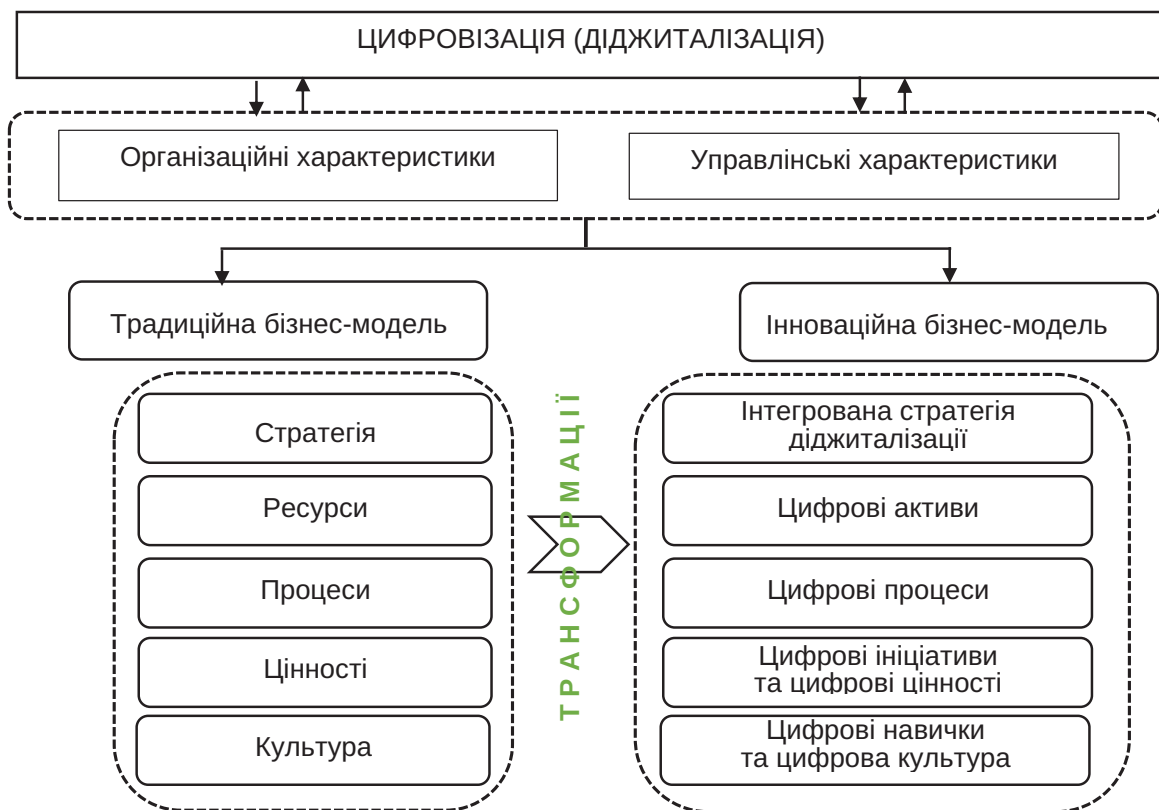 ЦИФРОВІЗАЦІЯ (ДІДЖИТАЛІЗАЦІЯ)
Організаційні характеристики
Управлінські характеристики
Традиційна бізнес-модель
Інноваційна бізнес-модель
Стратегія
Ресурси
Процеси
Цінності
Культура
ТРАНСФОРМАЦІЇ
Інтегрована стратегія
діджиталізації
Цифрові активи
Цифрові процеси
Цифрові ініціативи
та цифрові цінності
Цифрові навички
та цифрова культура